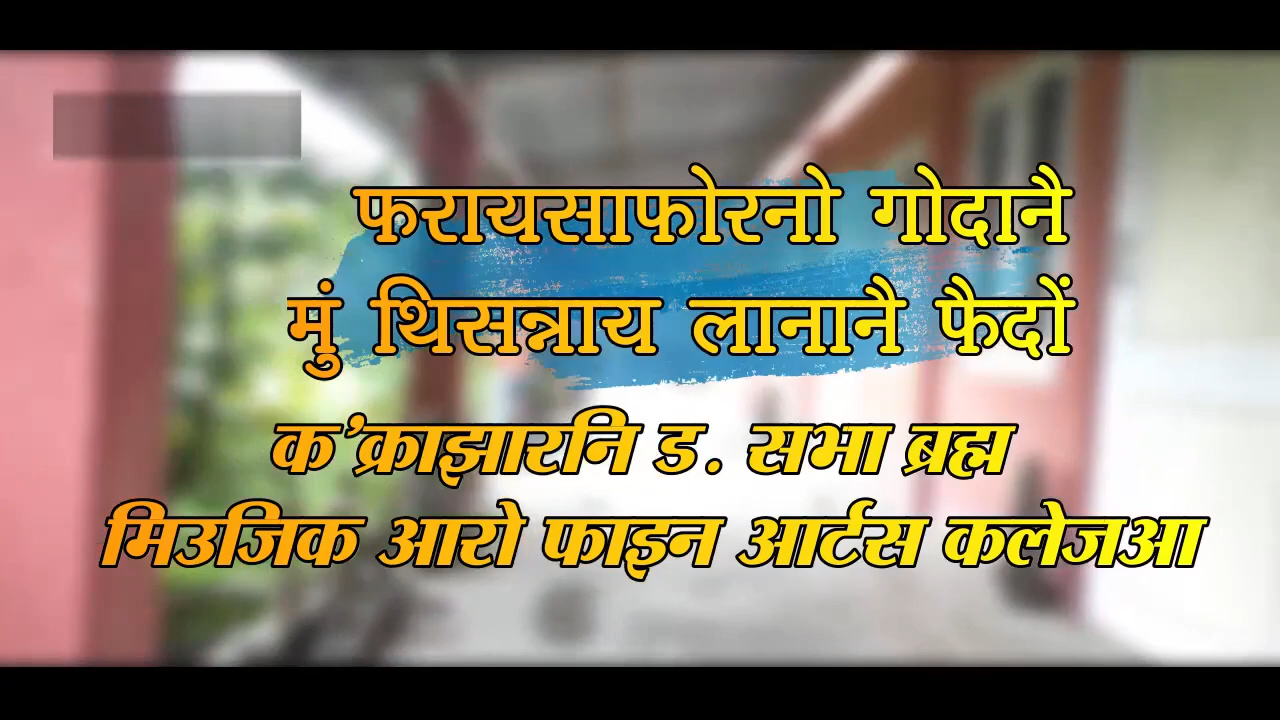 फरायसाफोरनो गोदानै
मुं थिसन्नाय लानानै फैदों
क'क्राझारनि ड. सभा ब्रह्म
मिउजिक आरो फाइन आर्टस कलेजआ